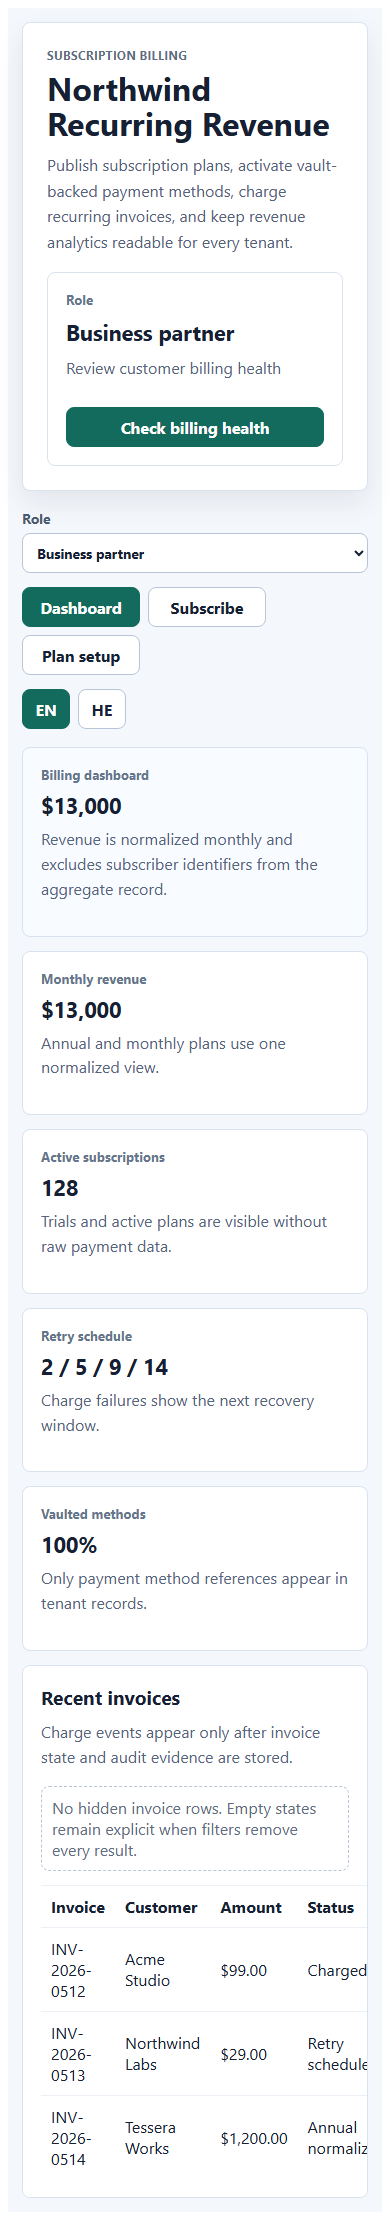 SUBSCRIPTION BILLING
Northwind
Recurring Revenue
Publish subscription plans, activate vault-
backed payment methods, charge
recurring invoices, and keep revenue
analytics readable for every tenant.
Role
Business partner
Review customer billing health
Check billing health
Role
Business partner
Dashboard Subscribe
Plan setup
EN HE
Billing dashboard
$13,000
Revenue is normalized monthly and
excludes subscriber identifiers from the
aggregate record.
Monthly revenue
$13,000
Annual and monthly plans use one
normalized view.
Active subscriptions
128
Trials and active plans are visible without
raw payment data.
Retry schedule
2 / 5 / 9 / 14
Charge failures show the next recovery
window.
Vaulted methods
100%
Only payment method references appear in
tenant records.
Recent invoices
Charge events appear only after invoice
state and audit evidence are stored.
No hidden invoice rows. Empty states
remain explicit when filters remove
every result.
Invoice Customer Amount Status
INV-
2026-
0512
Acme
Studio
$99.00
Charged
INV-
2026-
0513
Northwind
Labs
$29.00
Retry
schedule
INV-
2026-
0514
Tessera
Works
$1,200.00
Annual
normaliz